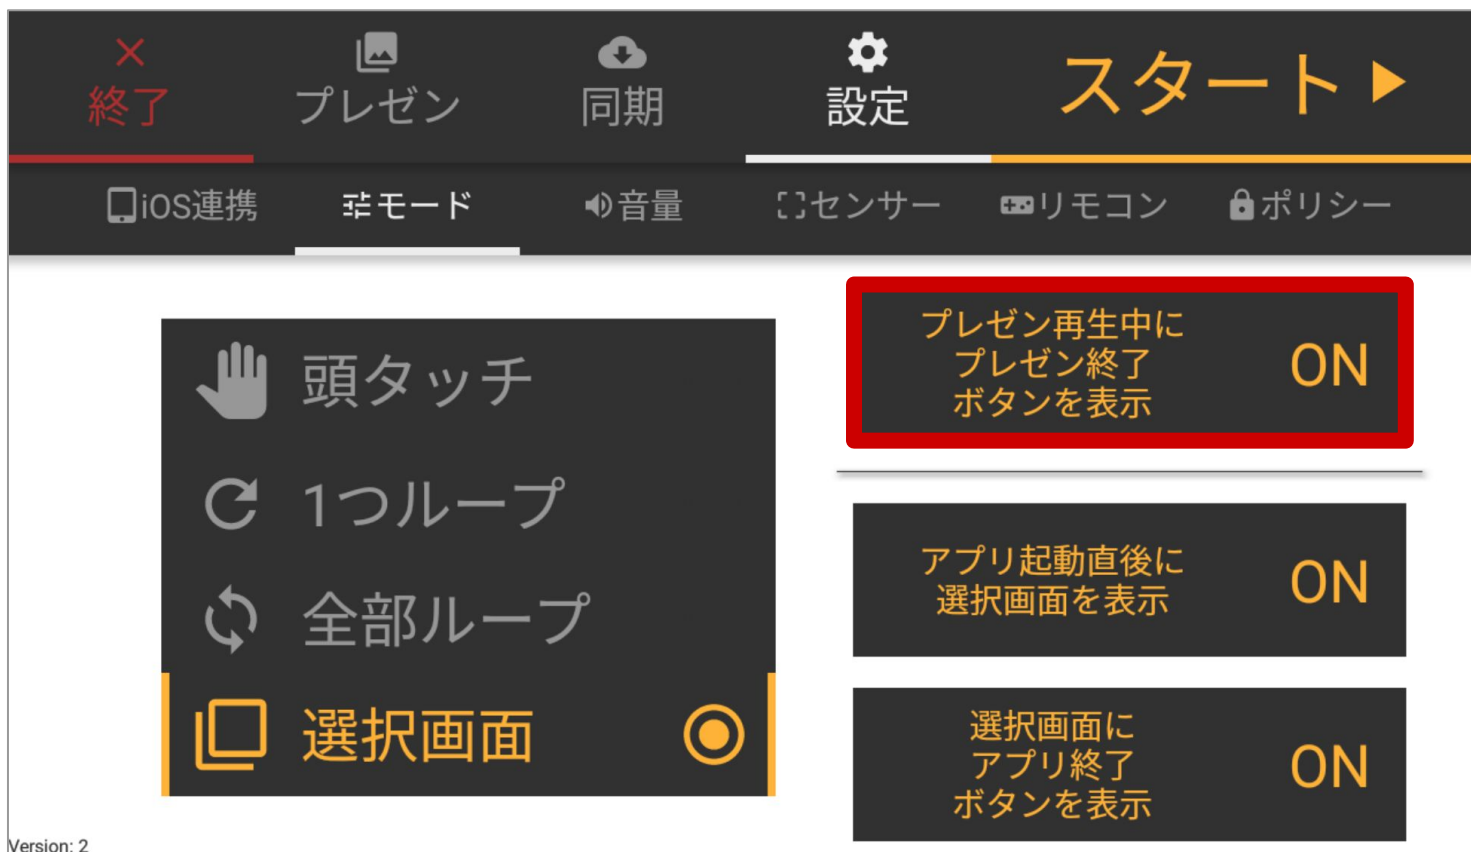 終了
プレゼン
同期
設定
スタート
iOS連携
モード
音量
センサー
リモコン
ポリシー
頭タッチ
1つループ
全部ループ
選択画面
プレゼン再生中に
プレゼン終了
ボタンを表示
ON
アプリ起動直後に
選択画面を表示
ON
選択画面に
アプリ終了
ボタンを表示
ON
Version: 2